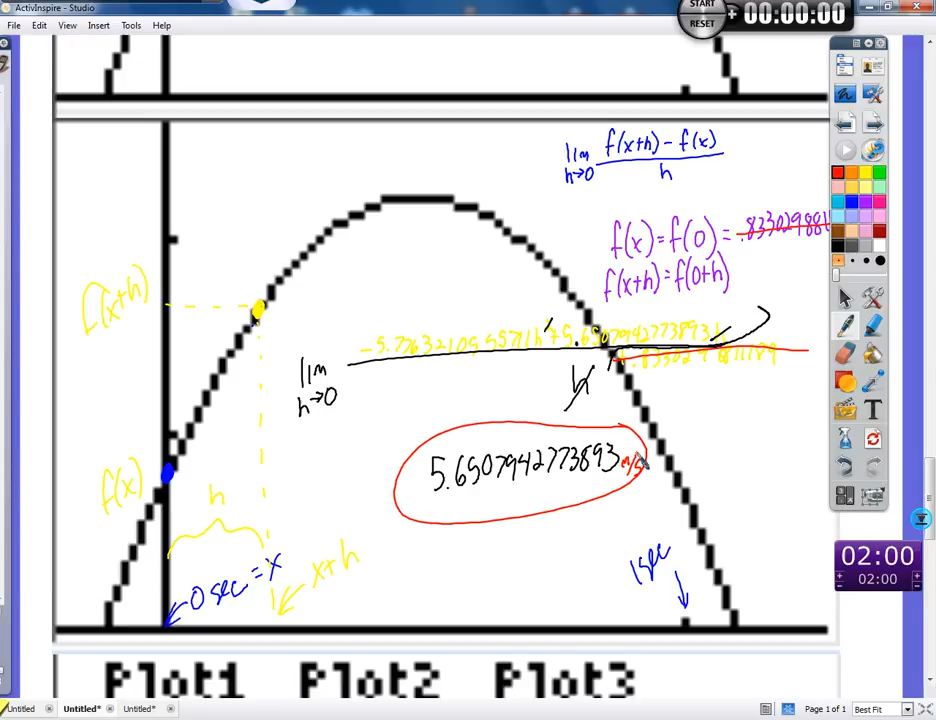 ActivInspire - Studio
START
RESET
00:00:00
File Edit View Insert Tools Help
lim h→0 f(x+h) - f(x)
h
f(x) = f(0) = .833029881
f(x+h) = f(0+h)
f(x+h)
lim h→0
h
5.6507942773893 m/s
f(x)
h
0 sec = x
x+h
1 sec
02:00
02:00
Plot1 Plot2 Plot3
Untitled Untitled* Untitled*
Page 1 of 1 Best Fit